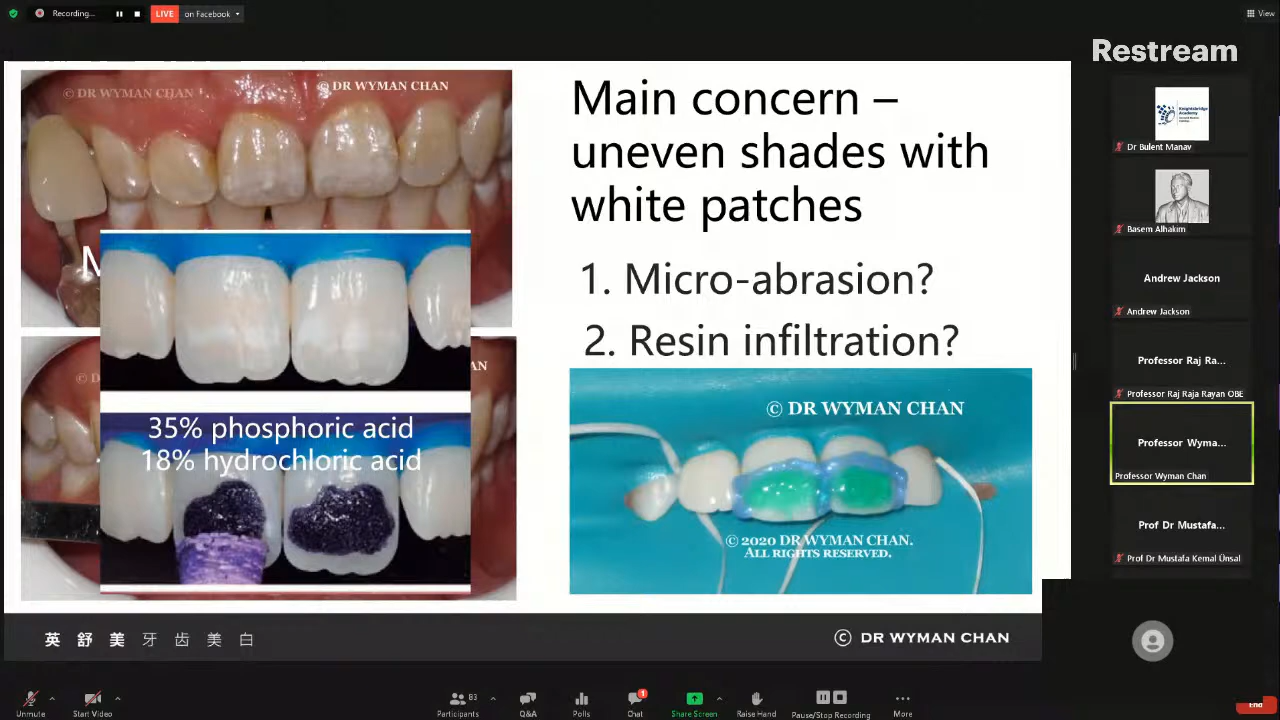 Recording...
LIVE
on Facebook
View
Restream
© DR WYMAN CHAN
© DR WYMAN CHAN
Main concern –
uneven shades with
white patches
1. Micro-abrasion?
2. Resin infiltration?
M
AN
©
35% phosphoric acid
18% hydrochloric acid
© DR WYMAN CHAN
© 2020 DR WYMAN CHAN.
ALL RIGHTS RESERVED.
英舒美牙齿美白
© DR WYMAN CHAN
Dr Bulent Manav
Basem Alhakim
Andrew Jackson
Andrew Jackson
Professor Raj Ra...
Professor Raj Raja Rayan OBE
Professor Wyma...
Professor Wyman Chan
Prof Dr Mustafa...
Prof Dr Mustafa Kemal Ünsal
Unmute
Start Video
Participants
83
Q&A
Polls
Chat
1
Share Screen
Raise Hand
Pause/Stop Recording
More
End